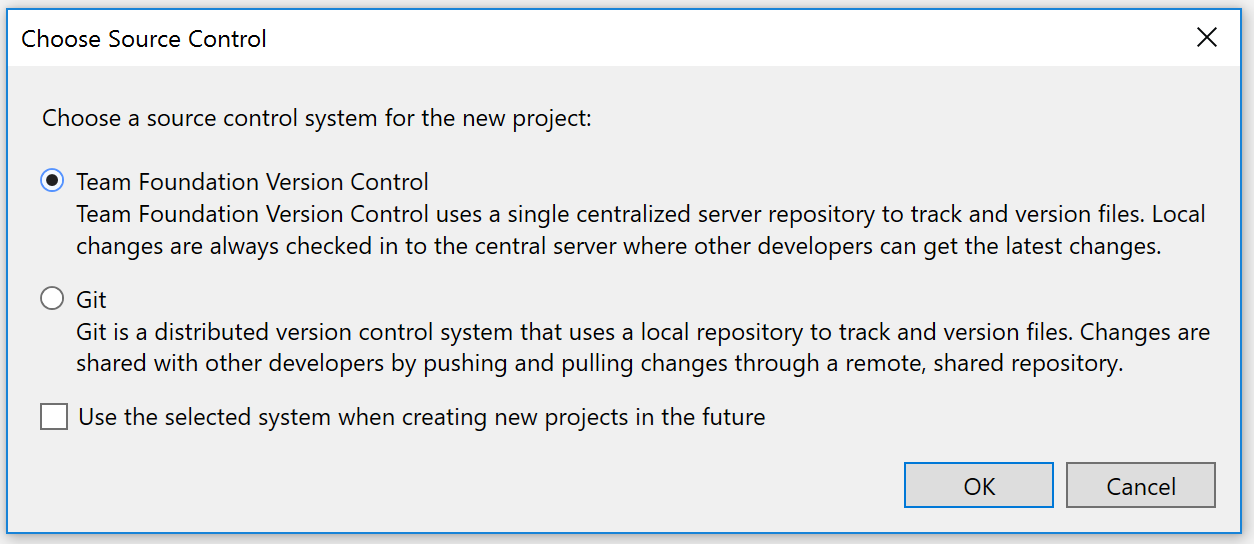 Choose Source Control
Choose a source control system for the new project:
Team Foundation Version Control
Team Foundation Version Control uses a single centralized server repository to track and version files. Local
changes are always checked in to the central server where other developers can get the latest changes.
Git
Git is a distributed version control system that uses a local repository to track and version files. Changes are
shared with other developers by pushing and pulling changes through a remote, shared repository.
Use the selected system when creating new projects in the future
OK Cancel